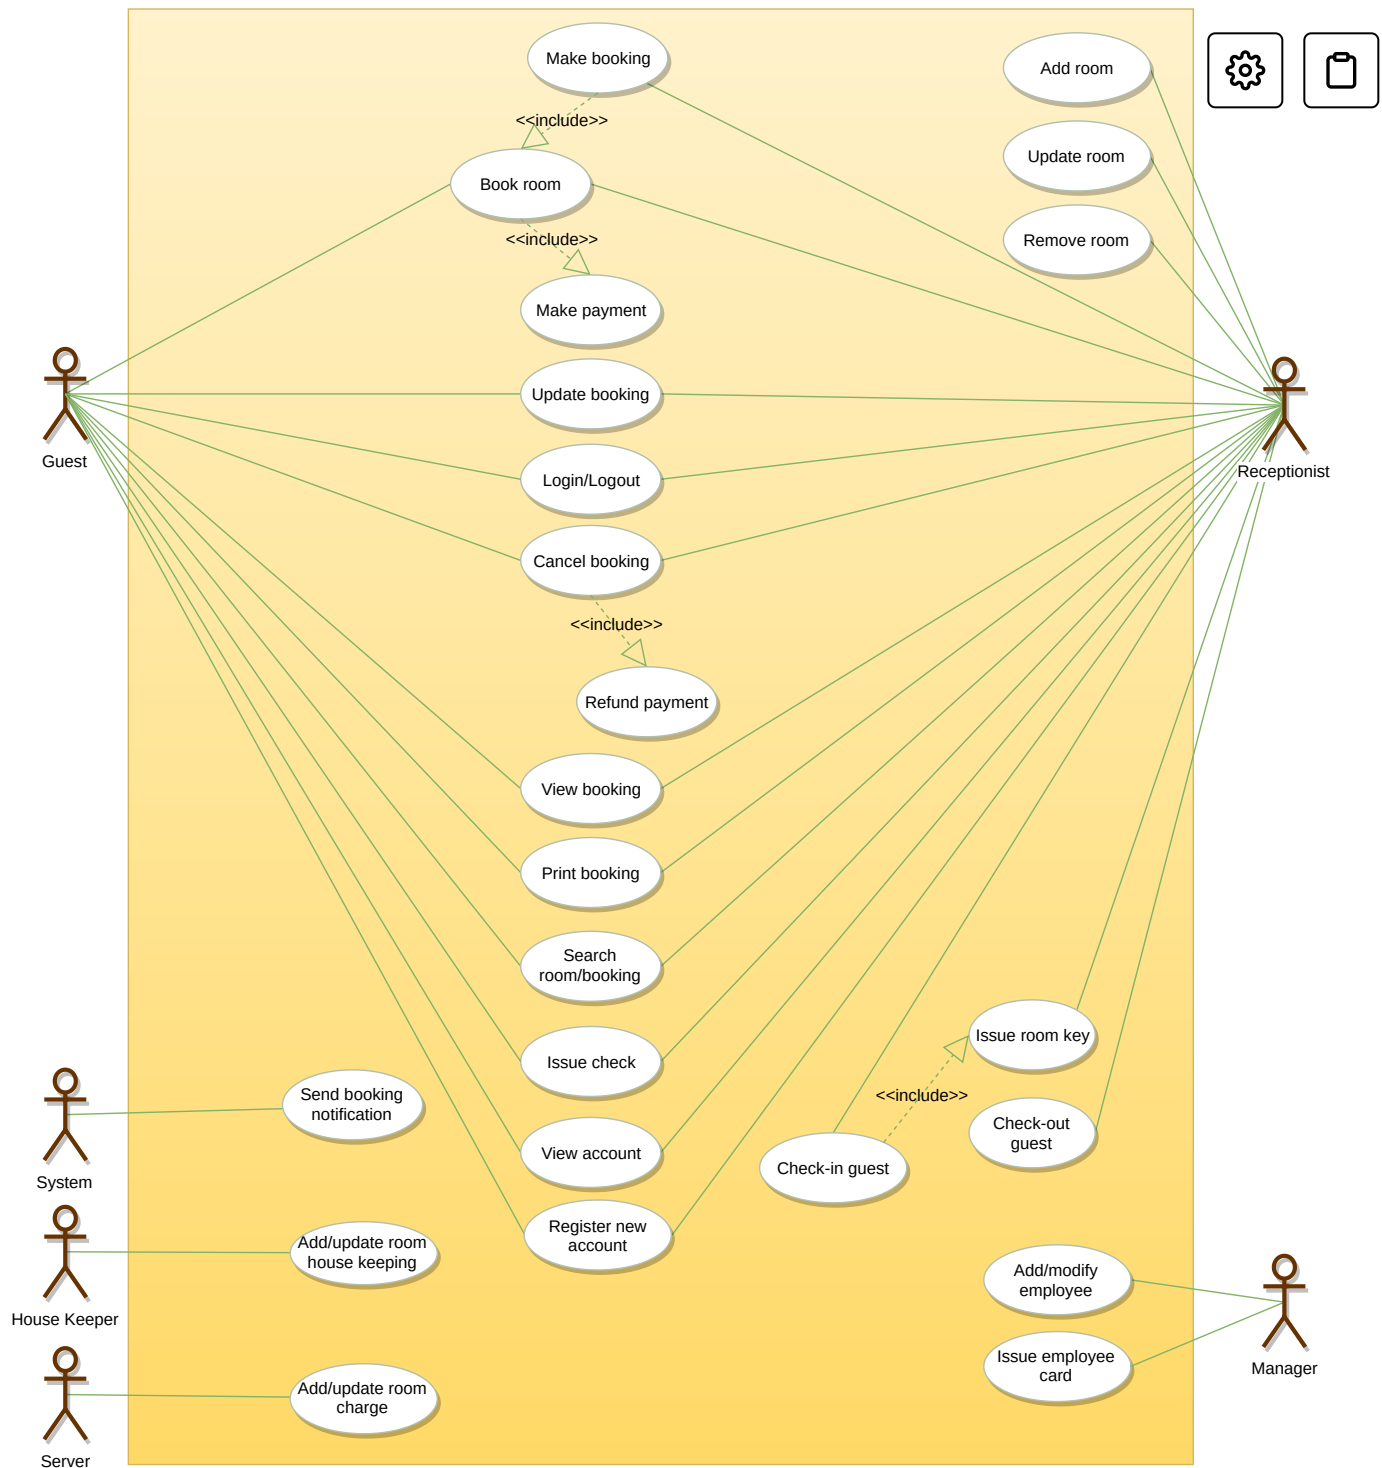 Make booking
Add room
<<include>>
Update room
Book room
Remove room
<<include>>
Make payment
Update booking
Guest
Login/Logout
Receptionist
Cancel booking
<<include>>
Refund payment
View booking
Print booking
Search
room/booking
Issue room key
Issue check
Send booking
notification
<<include>>
Check-out
guest
View account
Check-in guest
System
Register new
account
Add/update room
house keeping
Add/modify
employee
House Keeper
Issue employee
card
Manager
Add/update room
charge
Server